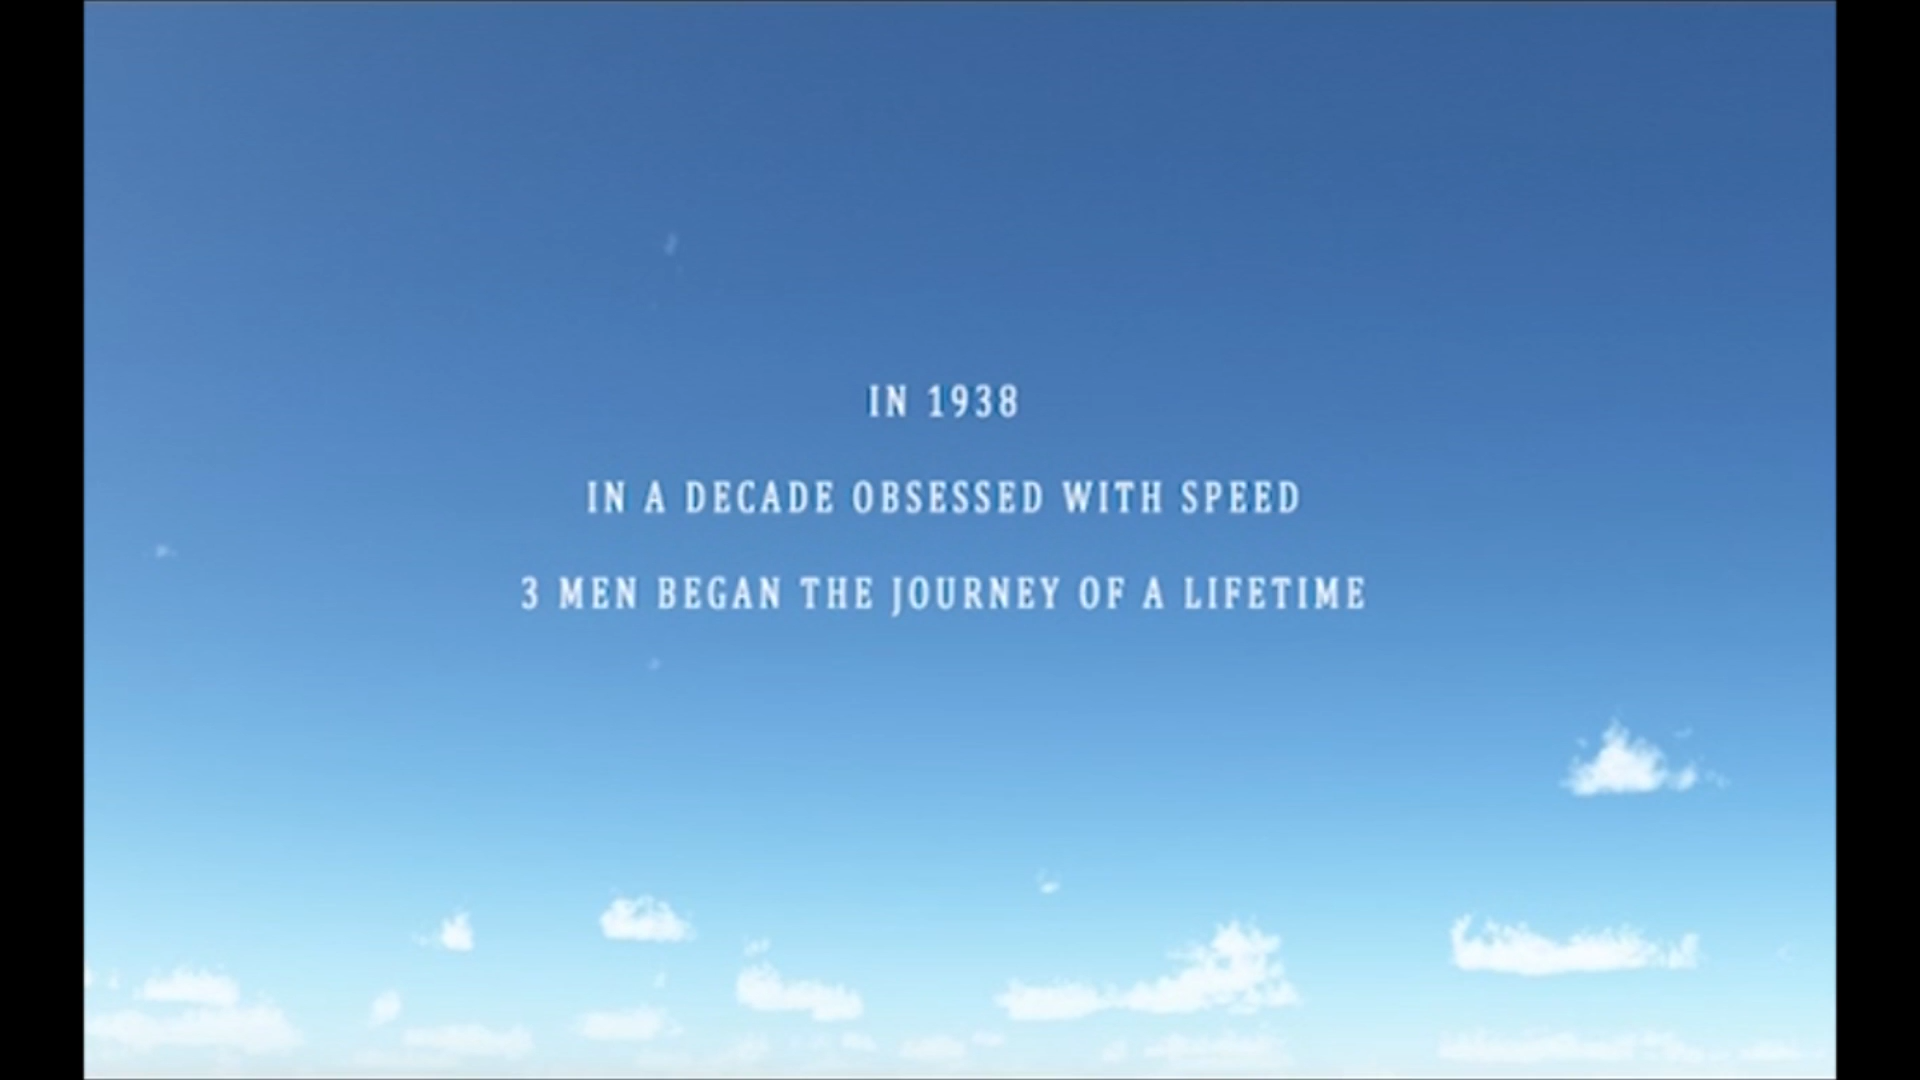 IN 1938
IN A DECADE OBSESSED WITH SPEED
3 MEN BEGAN THE JOURNEY OF A LIFETIME